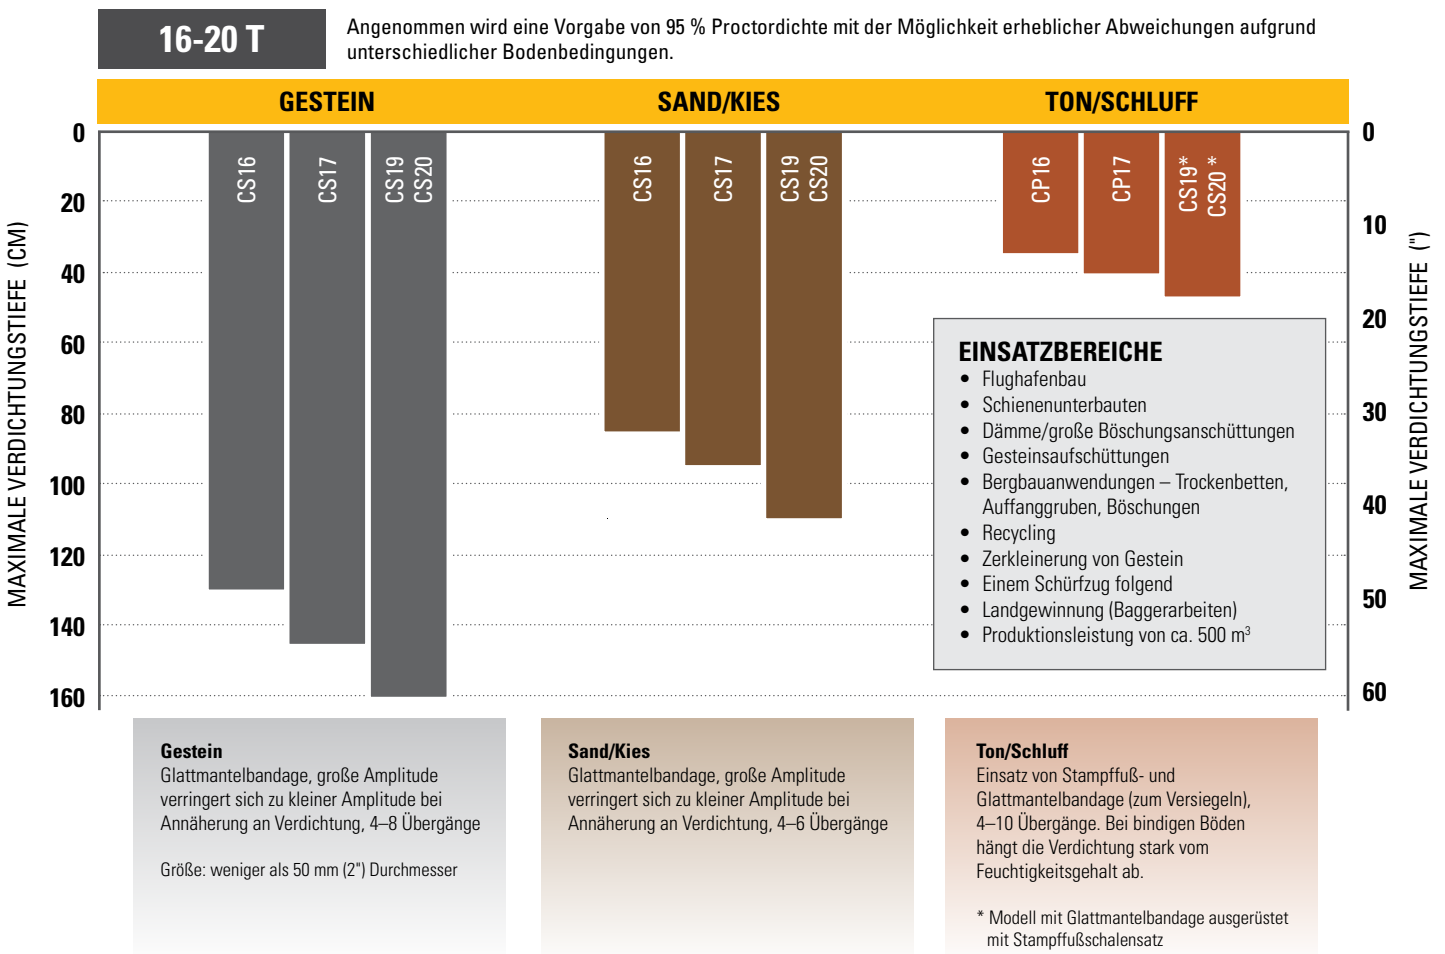 16-20 T
Angenommen wird eine Vorgabe von 95 % Proctordichte mit der Möglichkeit erheblicher Abweichungen aufgrund
unterschiedlicher Bodenbedingungen.
GESTEIN
SAND/KIES
TON/SCHLUFF
MAXIMALE VERDICHTUNGSTIEFE (CM)
0
20
40
60
80
100
120
140
160
CS16
CS17
CS19
CS20
CS16
CS17
CS19
CS20
CP16
CP17
CS19*
CS20 *
0
10
20
30
40
50
60
MAXIMALE VERDICHTUNGSTIEFE (")
EINSATZBEREICHE
• Flughafenbau
• Schienenunterbauten
• Dämme/große Böschungsanschüttungen
• Gesteinsaufschüttungen
• Bergbauanwendungen – Trockenbetten,
Auffanggruben, Böschungen
• Recycling
• Zerkleinerung von Gestein
• Einem Schürfzug folgend
• Landgewinnung (Baggerarbeiten)
• Produktionsleistung von ca. 500 m³
Gestein
Glattmantelbandage, große Amplitude
verringert sich zu kleiner Amplitude bei
Annäherung an Verdichtung, 4–8 Übergänge
Größe: weniger als 50 mm (2") Durchmesser
Sand/Kies
Glattmantelbandage, große Amplitude
verringert sich zu kleiner Amplitude bei
Annäherung an Verdichtung, 4–6 Übergänge
Ton/Schluff
Einsatz von Stampffuß- und
Glattmantelbandage (zum Versiegeln),
4–10 Übergänge. Bei bindigen Böden
hängt die Verdichtung stark vom
Feuchtigkeitsgehalt ab.
* Modell mit Glattmantelbandage ausgerüstet
mit Stampffußschalensatz